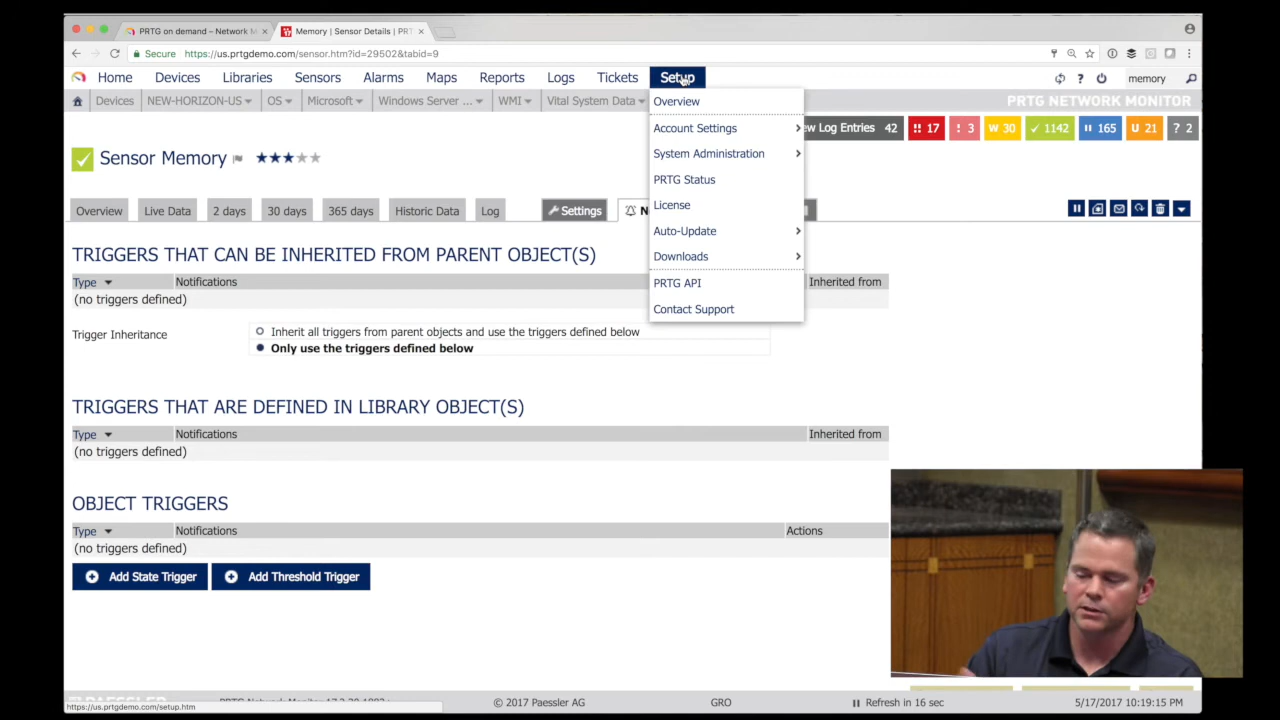 PRTG on demand – Network M
Memory | Sensor Details | PRT
Secure
https://us.prtgdemo.com/sensor.htm?id=29502&tabid=9
Home
Devices
Libraries
Sensors
Alarms
Maps
Reports
Logs
Tickets
Setup
memory
Devices
NEW-HORIZON-US
OS
Microsoft
Windows Server ...
WMI
Vital System Data
PRTG NETWORK MONITOR
Overview
Account Settings
System Administration
PRTG Status
License
Auto-Update
Downloads
PRTG API
Contact Support
Log Entries 42
!! 17
! 3
W 30
1142
165
U 21
? 2
Sensor Memory
Overview
Live Data
2 days
30 days
365 days
Historic Data
Log
Settings
TRIGGERS THAT CAN BE INHERITED FROM PARENT OBJECT(S)
Type
Notifications
Inherited from
(no triggers defined)
Trigger Inheritance
Inherit all triggers from parent objects and use the triggers defined below
Only use the triggers defined below
TRIGGERS THAT ARE DEFINED IN LIBRARY OBJECT(S)
Type
Notifications
Inherited from
(no triggers defined)
OBJECT TRIGGERS
Type
Notifications
Actions
(no triggers defined)
Add State Trigger
Add Threshold Trigger
https://us.prtgdemo.com/setup.htm
© 2017 Paessler AG
GRO
Refresh in 16 sec
5/17/2017 10:19:15 PM